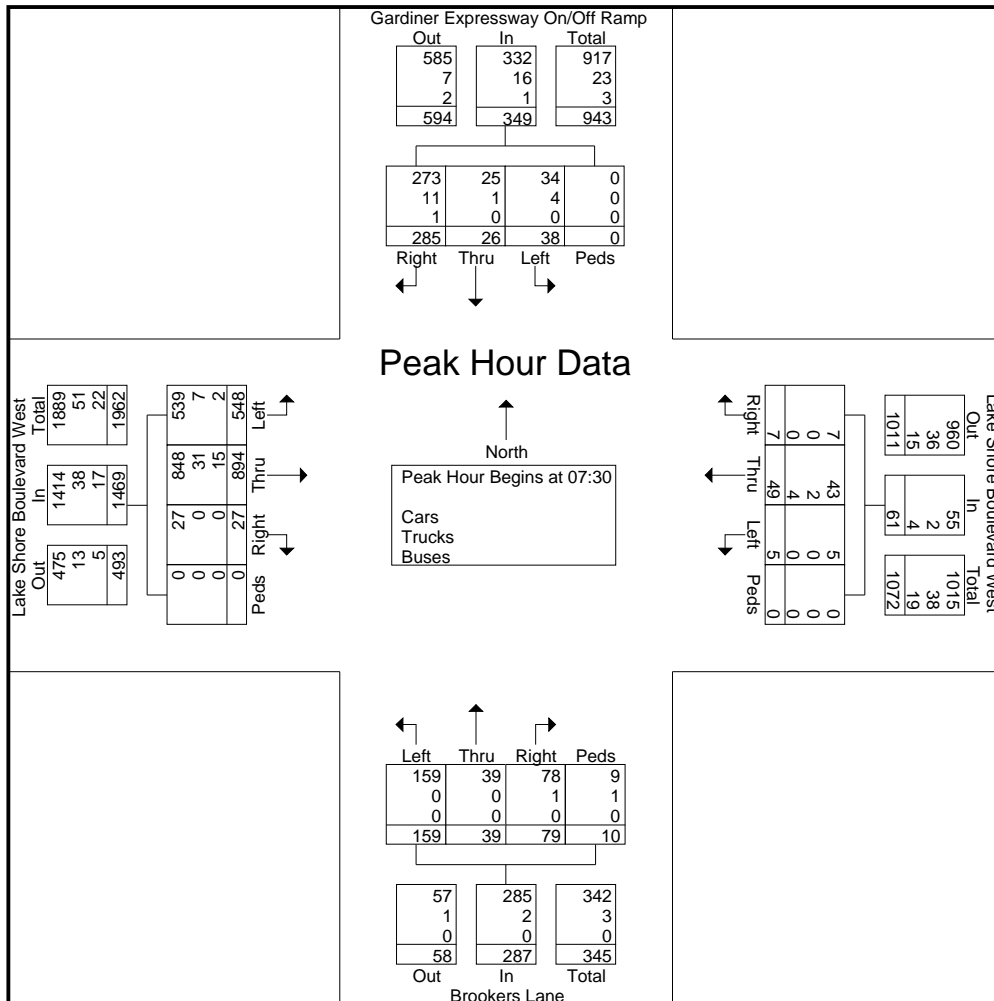 Gardiner Expressway On/Off Ramp
Out In Total
585 332 917
7 16 23
2 1 3
594 349 943
273 25 34 0
11 1 4 0
1 0 0 0
285 26 38 0
Right Thru Left Peds
Peak Hour Data
North
Peak Hour Begins at 07:30
Cars
Trucks
Buses
Lake Shore Boulevard West
Out In Total
475 1414 1889
13 38 51
5 17 22
493 1469 1962
0 27 848 539
0 0 31 7
0 0 15 2
0 27 894 548
Peds Right Thru Left
Lake Shore Boulevard West
Out In Total
960 55 1015
36 2 38
15 4 19
1011 61 1072
7 43 5 0
0 2 0 0
0 4 0 0
7 49 5 0
Right Thru Left Peds
Left Thru Right Peds
159 39 78 9
0 0 1 1
0 0 0 0
159 39 79 10
57 285 342
1 2 3
0 0 0
58 287 345
Out In Total
Brookers Lane